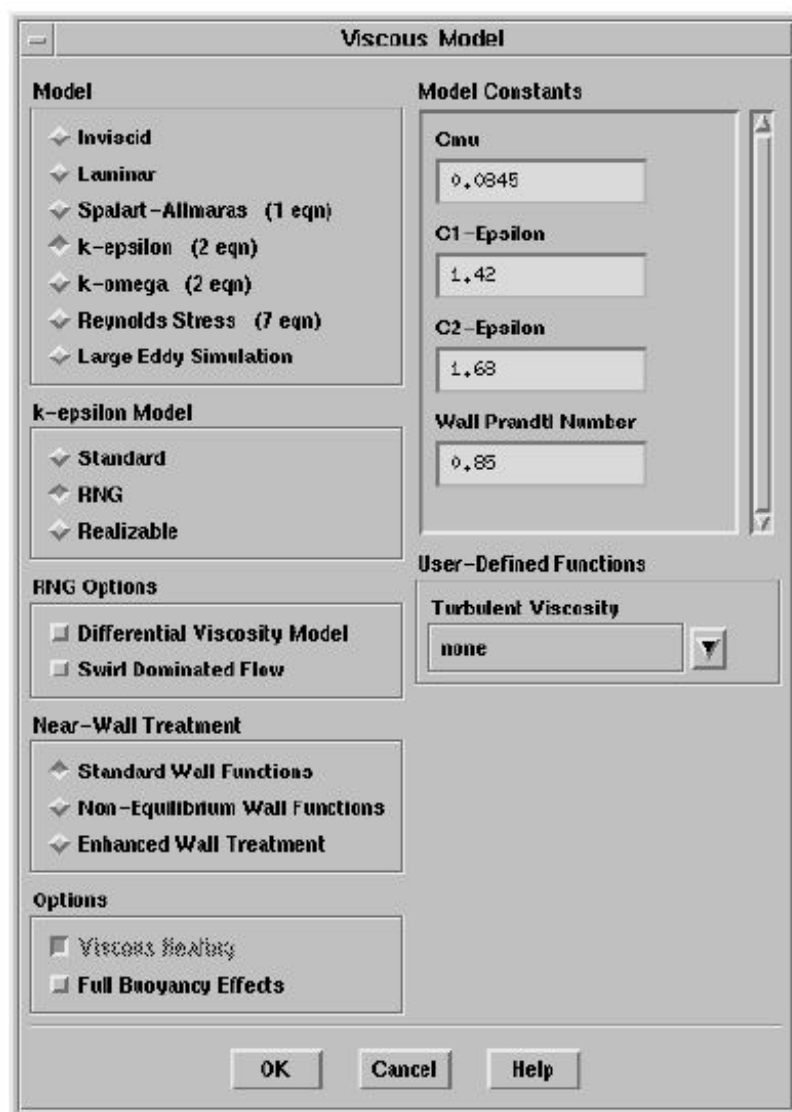 Viscous Model
Model
Inviscid
Laminar
Spalart-Allmaras (1 eqn)
k-epsilon (2 eqn)
k-omega (2 eqn)
Reynolds Stress (7 eqn)
Large Eddy Simulation
k-epsilon Model
Standard
RNG
Realizable
RNG Options
Differential Viscosity Model
Swirl Dominated Flow
Near-Wall Treatment
Standard Wall Functions
Non-Equilibrium Wall Functions
Enhanced Wall Treatment
Options
Viscous Heating
Full Buoyancy Effects
Model Constants
Cmu
0.0845
C1-Epsilon
1.42
C2-Epsilon
1.68
Wall Prandtl Number
0.85
User-Defined Functions
Turbulent Viscosity
none
OK
Cancel
Help